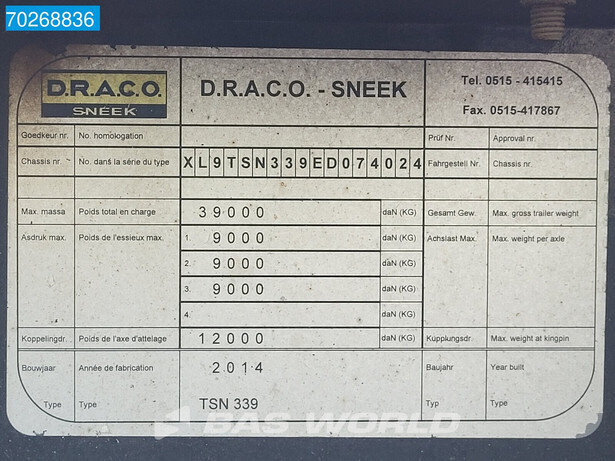 70268836
D.R.A.C.O.
SNEEK
D.R.A.C.O. - SNEEK
Tel. 0515 - 415415
Fax. 0515-417867
Goedkeur nr. No. homologation Prüf Nr. Approval nr.
Chassis nr. No. dans la série du type XL9TSN339ED074024 Fahrgestell Nr. Chassis nr.
Max. massa Poids total en charge 39000 daN (KG) Gesamt Gew. Max. gross trailer weight
Asdruk max. Poids de l'essieux max. 1. 9000 daN (KG) Achslast Max. Max. weight per axle
2. 9000 daN (KG)
3. 9000 daN (KG)
4. daN (KG)
Koppelingdr. Poids de l'axe d'attelage 12000 daN (KG) Kupplungsdr. Max. weight at kingpin
Bouwjaar Année de fabrication 2014 Baujahr Year built
Type Type TSN 339 Typ Type
BAS WORLD